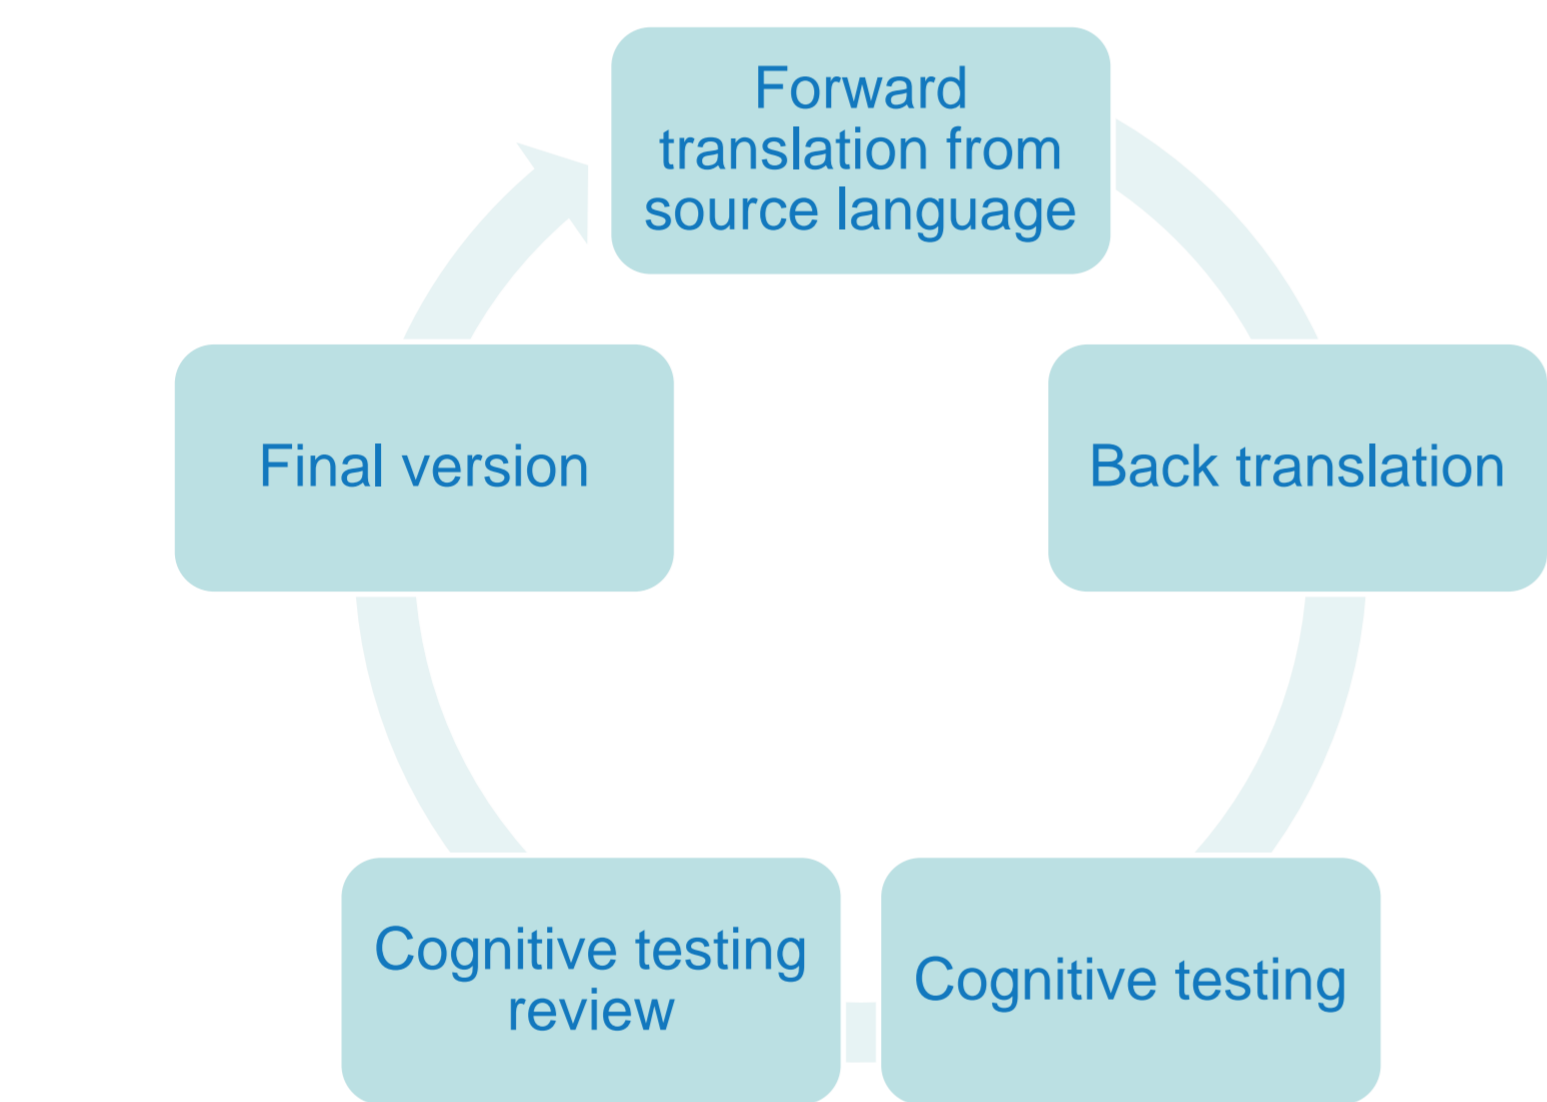 Forward
translation from
source language
Back translation
Cognitive testing
Cognitive testing
review
Final version